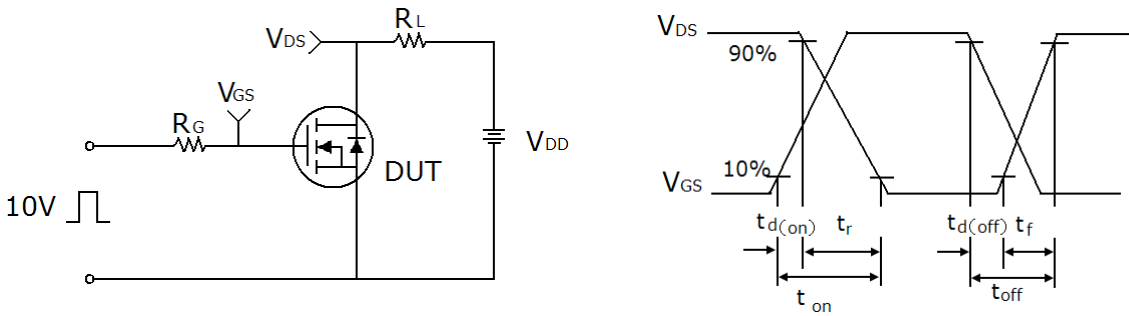 RL
VDS
VGS
RG
DUT
VDD
10V
VDS
90%
10%
VGS
td(on)
tr
td(off)
tf
ton
toff